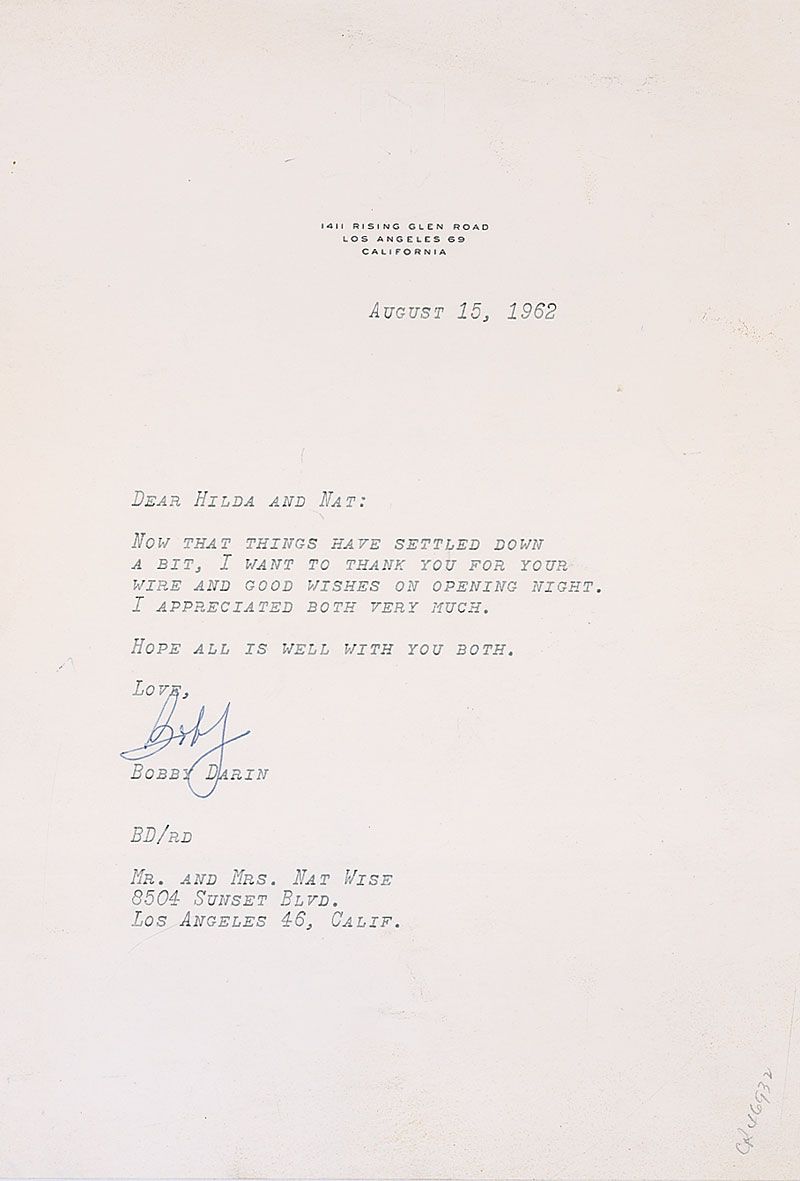 1411 RISING GLEN ROAD
LOS ANGELES 69
CALIFORNIA
AUGUST 15, 1962
DEAR HILDA AND NAT:
NOW THAT THINGS HAVE SETTLED DOWN
A BIT, I WANT TO THANK YOU FOR YOUR
WIRE AND GOOD WISHES ON OPENING NIGHT.
I APPRECIATED BOTH VERY MUCH.
HOPE ALL IS WELL WITH YOU BOTH.
LOVE,
Bobby
BOBBY DARIN
BD/RD
MR. AND MRS. NAT WISE
8504 SUNSET BLVD.
LOS ANGELES 46, CALIF.